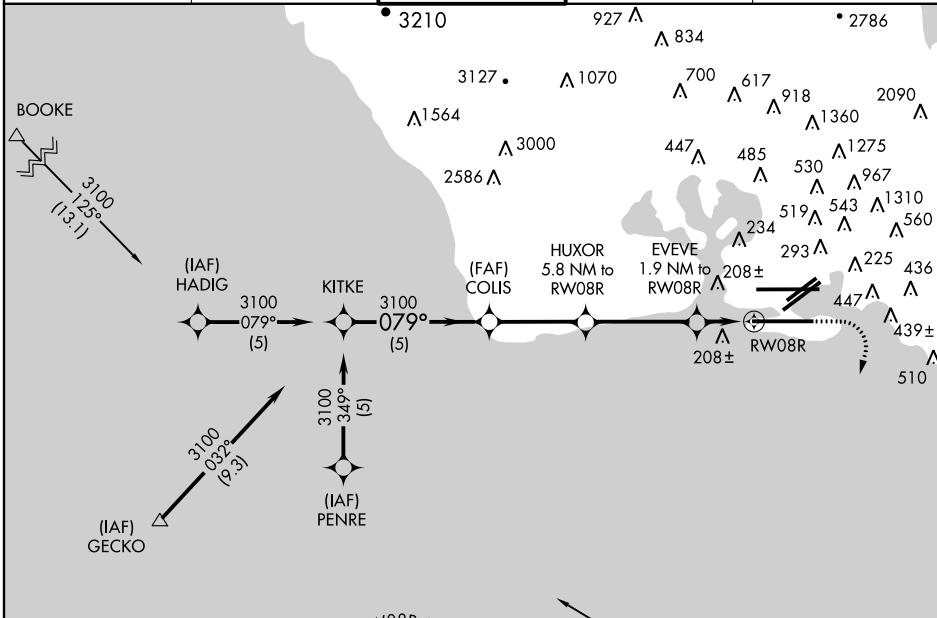 3210
927
834
2786
3127
1070
700
617
918
1360
2090
BOOKE
1564
3000
2586
447
485
1275
530
967
3100
125°
(13.1)
519
543
1310
560
234
293
(IAF)
HADIG
KITKE
(FAF)
COLIS
HUXOR
5.8 NM to
RW08R
EVEVE
1.9 NM to
RW08R
208±
225
436
447
3100
079°
(5)
3100
079°
(5)
208±
RW08R
439±
510
3100
349°
(5)
3100
032°
(9.3)
(IAF)
GECKO
(IAF)
PENRE